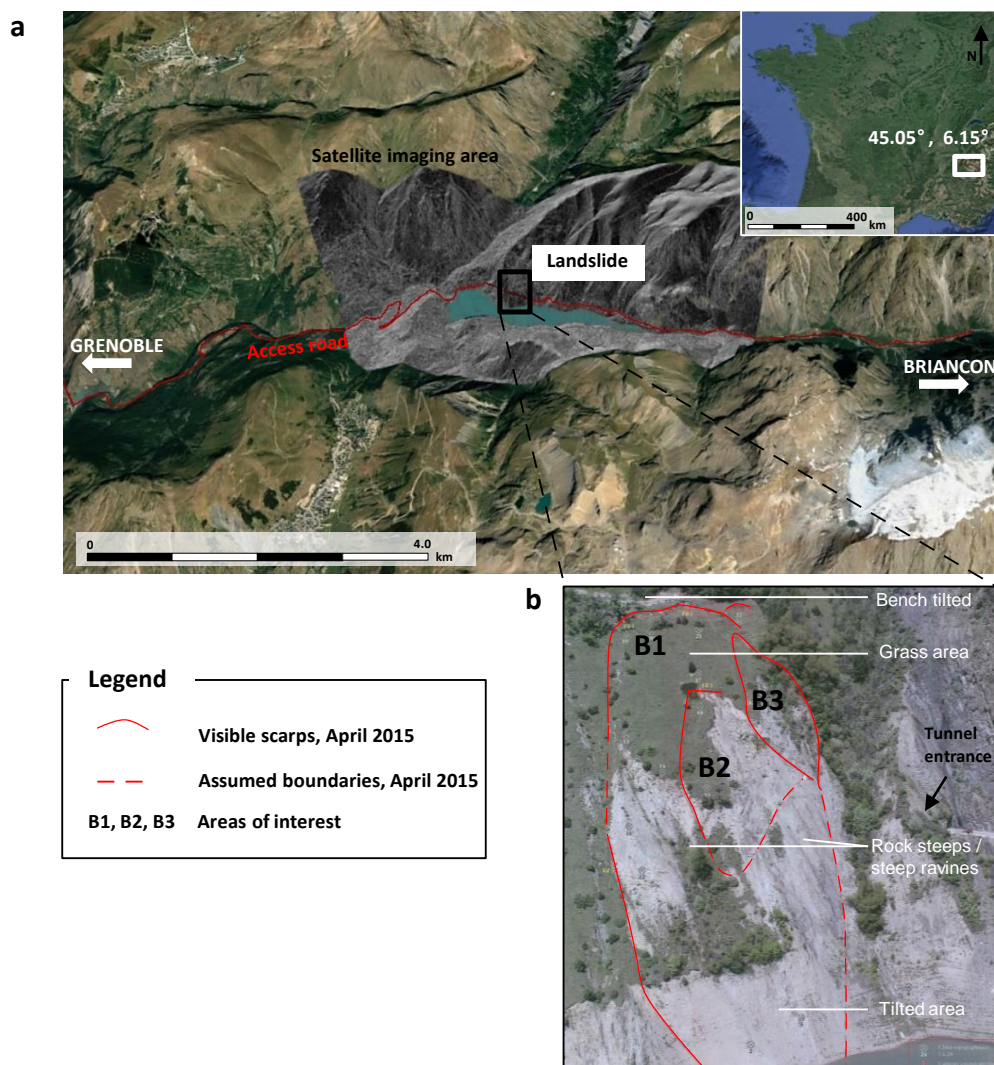 a
N
45.05° , 6.15°
0 400
km
Satellite imaging area
Landslide
Access road
GRENOBLE
BRIANCON
0 4.0
km
b
Bench tilted
B1
Grass area
B3
B2
Tunnel
entrance
Rock steeps /
steep ravines
Tilted area
Legend
Visible scarps, April 2015
Assumed boundaries, April 2015
B1, B2, B3 Areas of interest